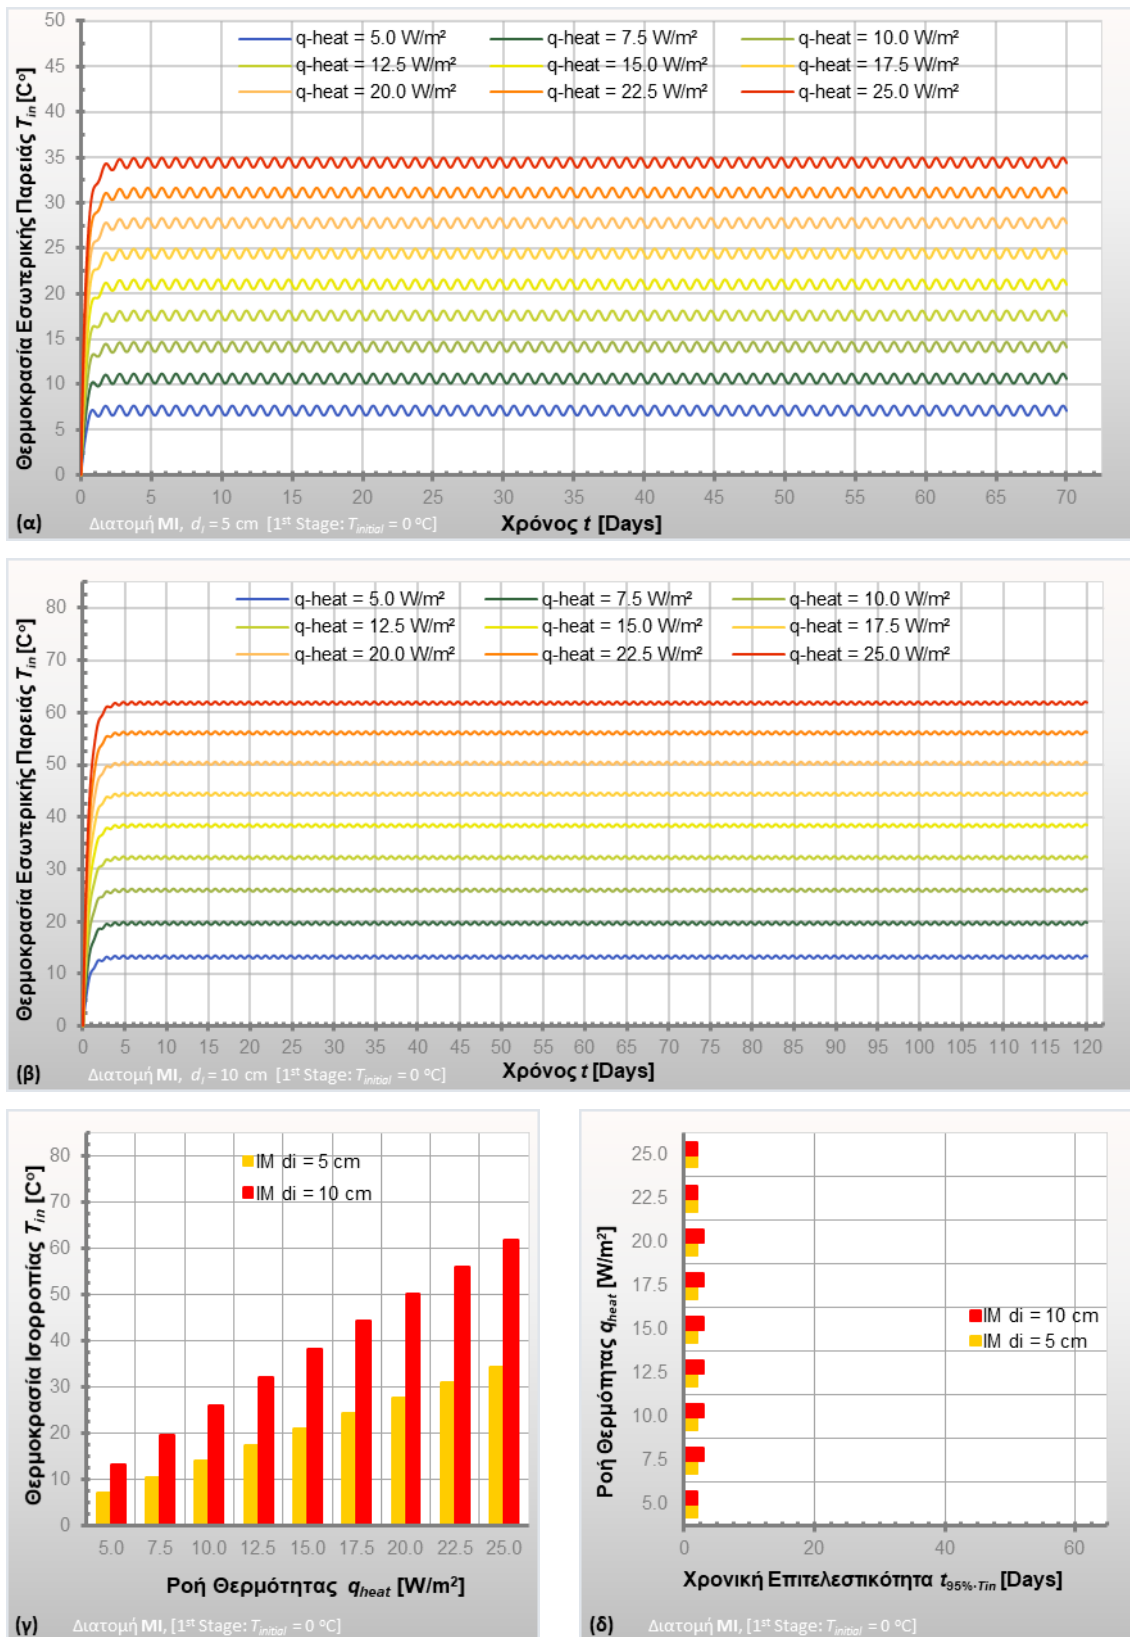 Θερμοκρασία Εσωτερικής Παρειάς T_in [C°]
50
45
40
35
30
25
20
15
10
5
0
q-heat = 5.0 W/m² q-heat = 7.5 W/m² q-heat = 10.0 W/m²
q-heat = 12.5 W/m² q-heat = 15.0 W/m² q-heat = 17.5 W/m²
q-heat = 20.0 W/m² q-heat = 22.5 W/m² q-heat = 25.0 W/m²
0 5 10 15 20 25 30 35 40 45 50 55 60 65 70
(α) Διατομή MI, d_i = 5 cm [1st Stage: T_initial = 0 °C] Χρόνος t [Days]
Θερμοκρασία Εσωτερικής Παρειάς T_in [C°]
80
70
60
50
40
30
20
10
0
q-heat = 5.0 W/m² q-heat = 7.5 W/m² q-heat = 10.0 W/m²
q-heat = 12.5 W/m² q-heat = 15.0 W/m² q-heat = 17.5 W/m²
q-heat = 20.0 W/m² q-heat = 22.5 W/m² q-heat = 25.0 W/m²
0 5 10 15 20 25 30 35 40 45 50 55 60 65 70 75 80 85 90 95 100 105 110 115 120
(β) Διατομή MI, d_i = 10 cm [1st Stage: T_initial = 0 °C] Χρόνος t [Days]
Θερμοκρασία Ισορροπίας T_in [C°]
80
70
60
50
40
30
20
10
0
IM di = 5 cm
IM di = 10 cm
5.0 7.5 10.0 12.5 15.0 17.5 20.0 22.5 25.0
Ροή Θερμότητας q_heat [W/m²]
(γ) Διατομή MI, [1st Stage: T_initial = 0 °C]
Ροή Θερμότητας q_heat [W/m²]
25.0
22.5
20.0
17.5
15.0
12.5
10.0
7.5
5.0
IM di = 10 cm
IM di = 5 cm
0 20 40 60
Χρονική Επιτελεστικότητα t_95%-Tin [Days]
(δ) Διατομή MI, [1st Stage: T_initial = 0 °C]